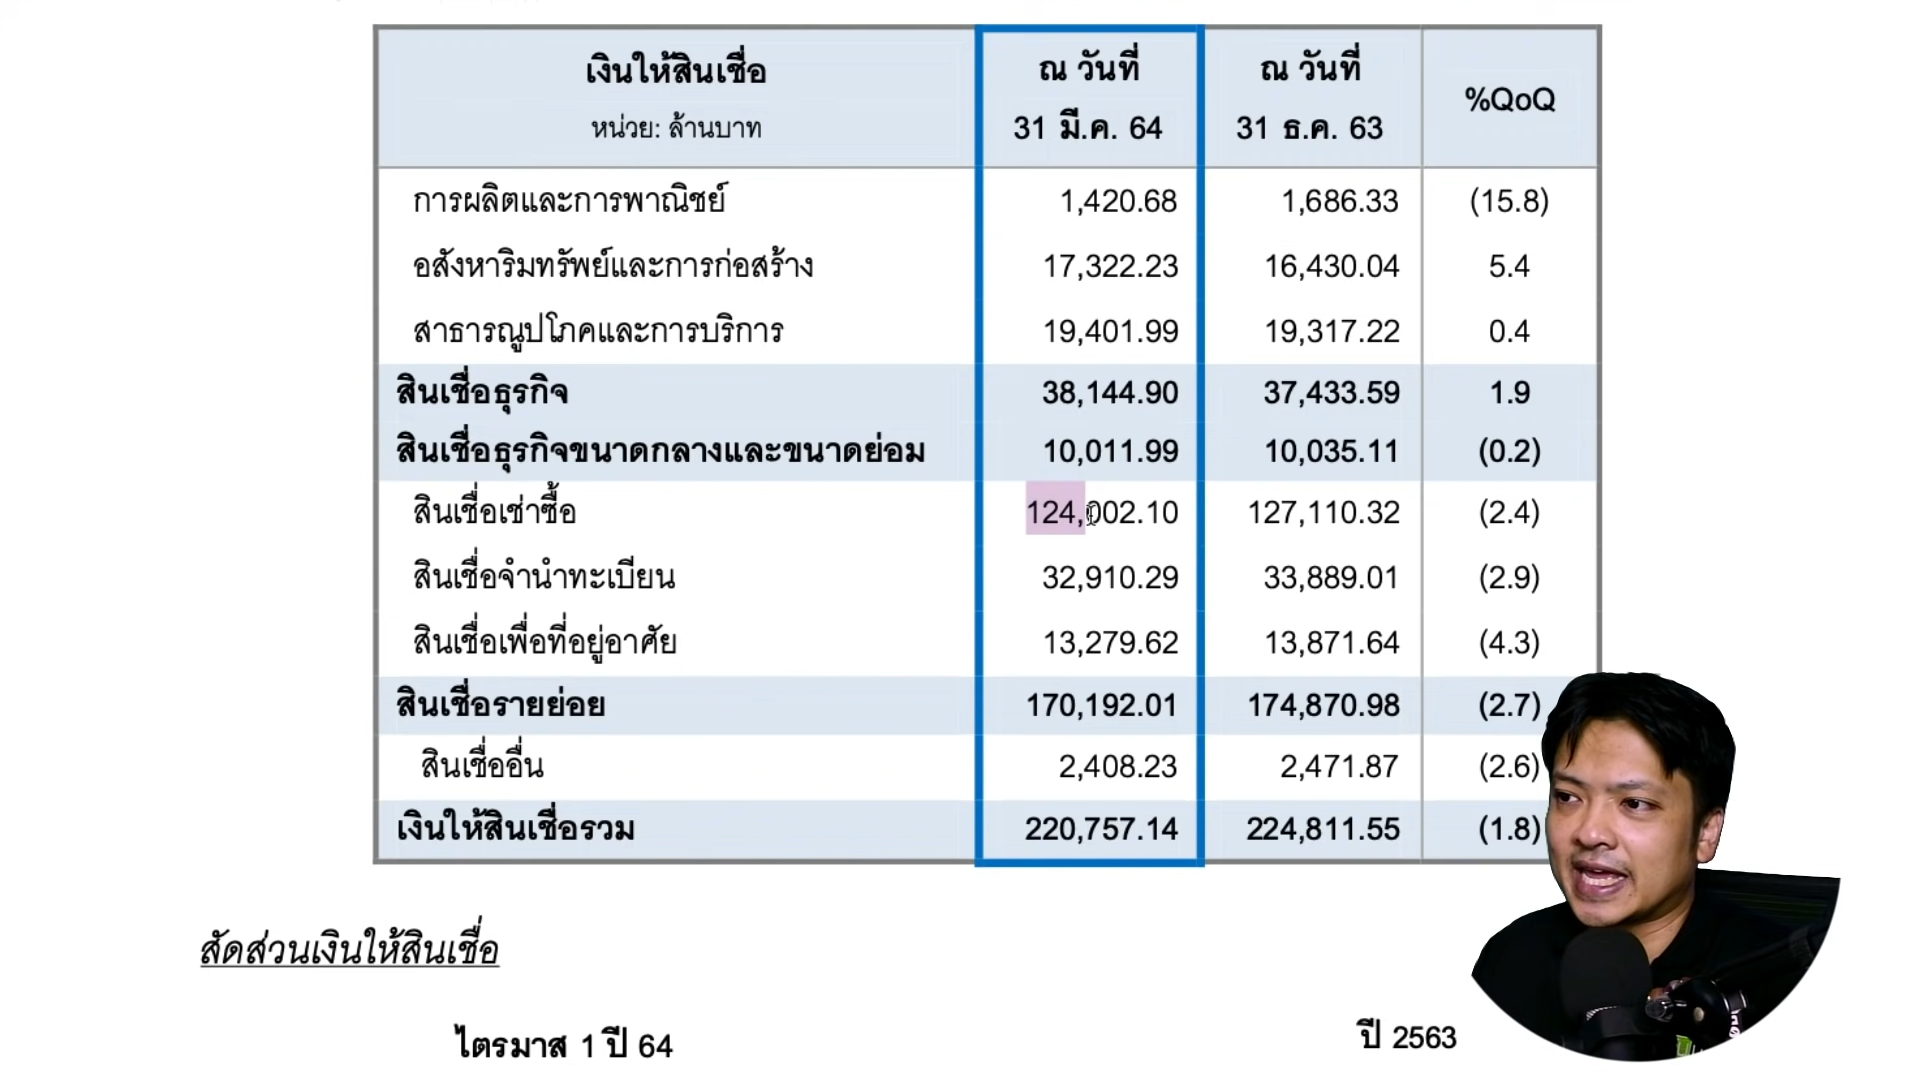 เงินให้สินเชื่อ ณ วันที่ ณ วันที่ %QoQ
หน่วย: ล้านบาท 31 มี.ค. 64 31 ธ.ค. 63
การผลิตและการพาณิชย์ 1,420.68 1,686.33 (15.8)
อสังหาริมทรัพย์และการก่อสร้าง 17,322.23 16,430.04 5.4
สาธารณูปโภคและการบริการ 19,401.99 19,317.22 0.4
สินเชื่อธุรกิจ 38,144.90 37,433.59 1.9
สินเชื่อธุรกิจขนาดกลางและขนาดย่อม 10,011.99 10,035.11 (0.2)
สินเชื่อเช่าซื้อ 124,002.10 127,110.32 (2.4)
สินเชื่อจำนำทะเบียน 32,910.29 33,889.01 (2.9)
สินเชื่อเพื่อที่อยู่อาศัย 13,279.62 13,871.64 (4.3)
สินเชื่อรายย่อย 170,192.01 174,870.98 (2.7)
สินเชื่ออื่น 2,408.23 2,471.87 (2.6)
เงินให้สินเชื่อรวม 220,757.14 224,811.55 (1.8)
สัดส่วนเงินให้สินเชื่อ
ไตรมาส 1 ปี 64 ปี 2563